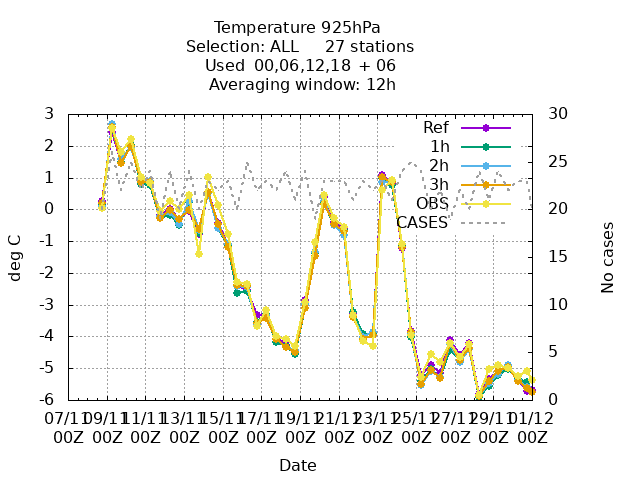 Temperature 925hPa
Selection: ALL 27 stations
Used 00,06,12,18 + 06
Averaging window: 12h
3
2
1
0
-1
-2
-3
-4
-5
-6
deg C
30
25
20
15
10
5
0
No cases
Ref
1h
2h
3h
OBS
CASES
07/11 09/11 11/11 13/11 15/11 17/11 19/11 21/11 23/11 25/11 27/11 29/11 01/12
00Z 00Z 00Z 00Z 00Z 00Z 00Z 00Z 00Z 00Z 00Z 00Z 00Z
Date